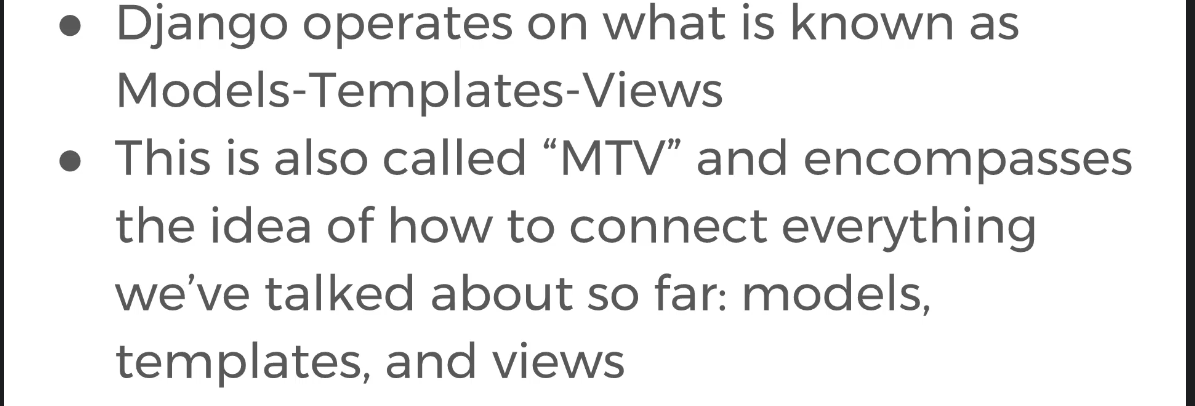 ● Django operates on what is known as
Models-Templates-Views
● This is also called “MTV” and encompasses
the idea of how to connect everything
we’ve talked about so far: models,
templates, and views